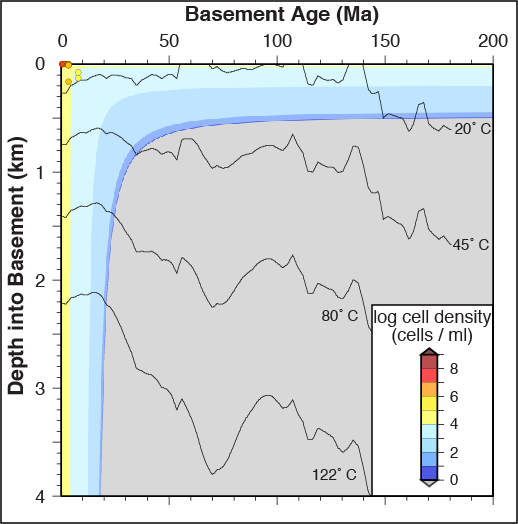 Basement Age (Ma)
0 50 100 150 200
Depth into Basement (km)
0
1
2
3
4
20° C
45° C
80° C
122° C
log cell density
(cells / ml)
8
6
4
2
0